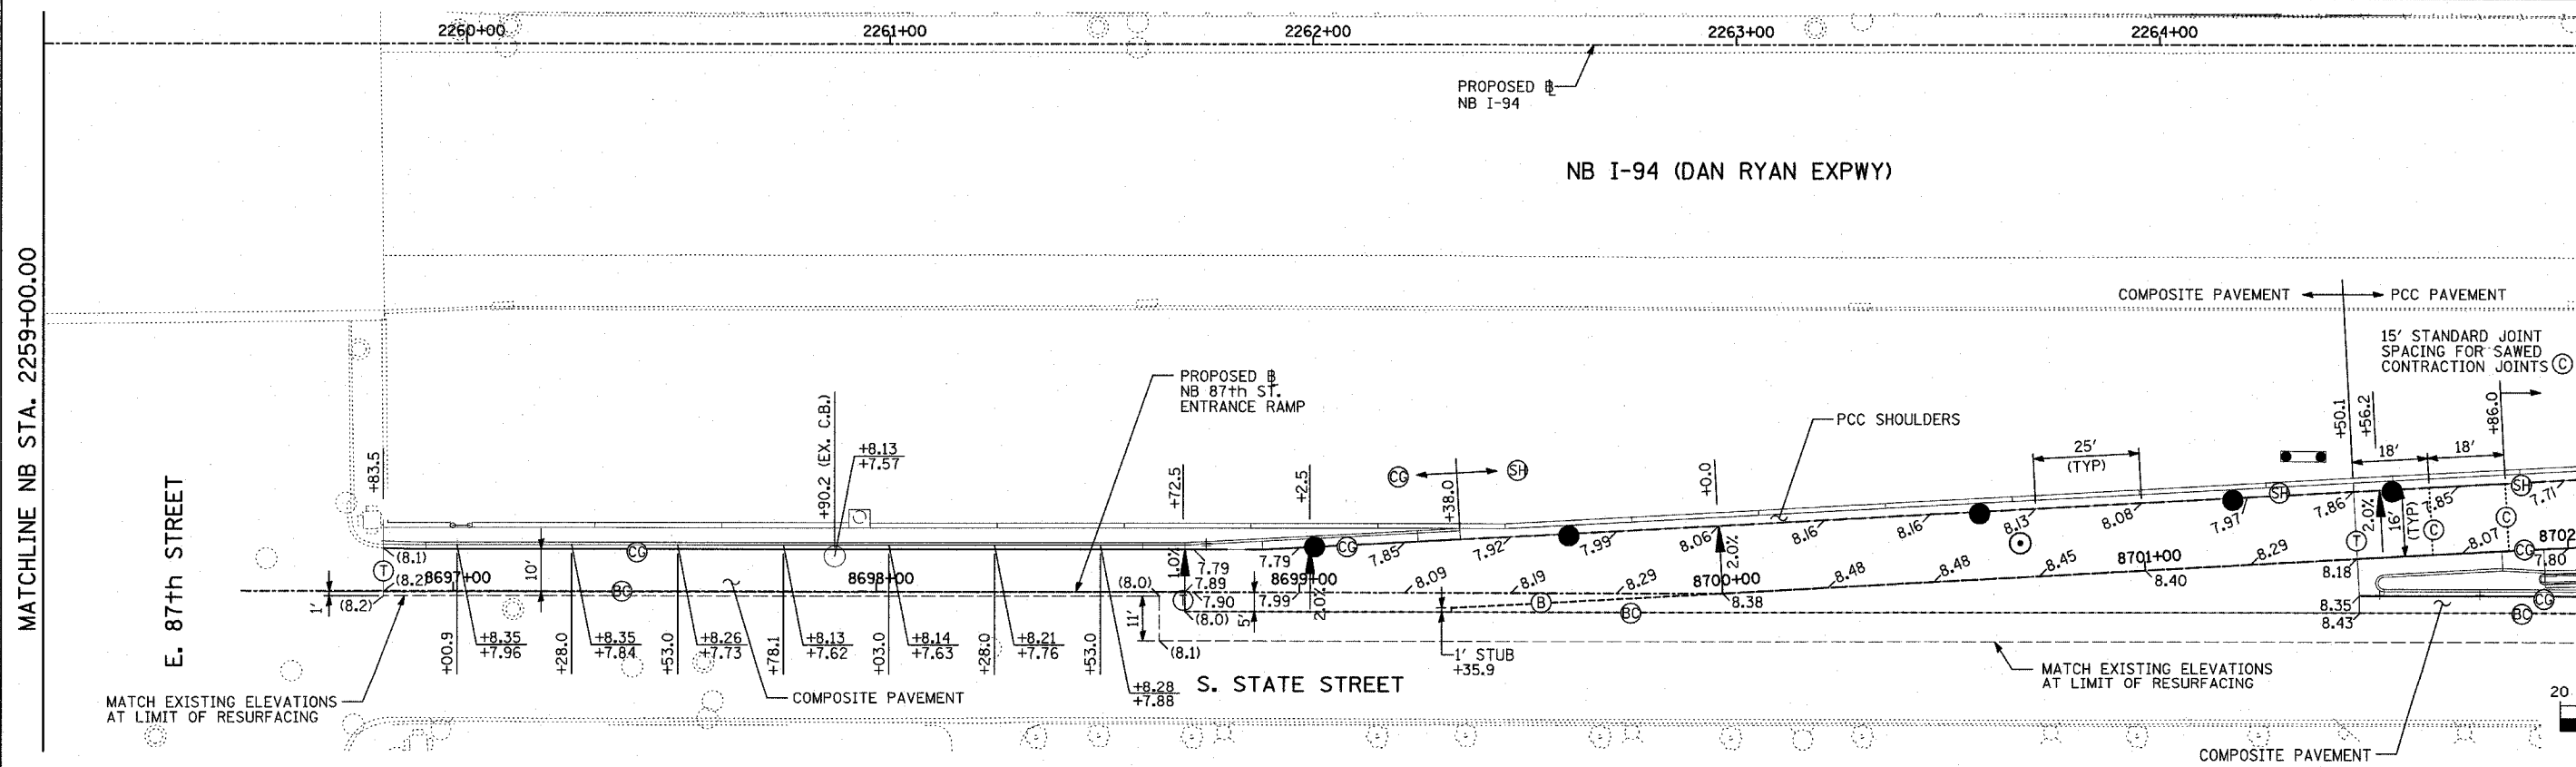 2260+00
2261+00
2262+00
2263+00
2264+00
PROPOSED ℄
NB I-94
NB I-94 (DAN RYAN EXPWY)
MATCHLINE NB STA. 2259+00.00
E. 87th STREET
COMPOSITE PAVEMENT
PCC PAVEMENT
15' STANDARD JOINT
SPACING FOR SAWED
CONTRACTION JOINTS C
PROPOSED
NB 87th ST.
ENTRANCE RAMP
PCC SHOULDERS
25'
(TYP)
18'
18'
+83.5
+90.2 (EX. C.B.)
+8.13
+7.57
+72.5
+2.5
CG
SH
+38.0
+0.0
+50.1
+56.2
+86.0
(8.1)
T
(8.2)
(8.2)
1'
10'
CG
BG
8697+00
8698+00
8699+00
8700+00
8701+00
8702
(8.0)
1.0%
7.79
7.89
7.90
(8.0)
T
7.79
7.99
2.0%
5'
11'
(8.1)
CG
7.85
7.92
7.99
8.06
8.16
8.16
8.13
8.08
7.97
SH
7.86
7.85
SH
7.71
8.09
8.19
8.29
2.0%
8.38
8.48
8.48
8.45
8.40
8.29
8.18
8.07
7.80
2.0%
16'
(TYP)
T
C
C
CG
B
BG
8.35
8.43
CG
BG
+00.9
+8.35
+7.96
+28.0
+8.35
+7.84
+53.0
+8.26
+7.73
+78.1
+8.13
+7.62
+03.0
+8.14
+7.63
+28.0
+8.21
+7.76
+53.0
+8.28
+7.88
1' STUB
+35.9
S. STATE STREET
MATCH EXISTING ELEVATIONS
AT LIMIT OF RESURFACING
COMPOSITE PAVEMENT
MATCH EXISTING ELEVATIONS
AT LIMIT OF RESURFACING
COMPOSITE PAVEMENT
20